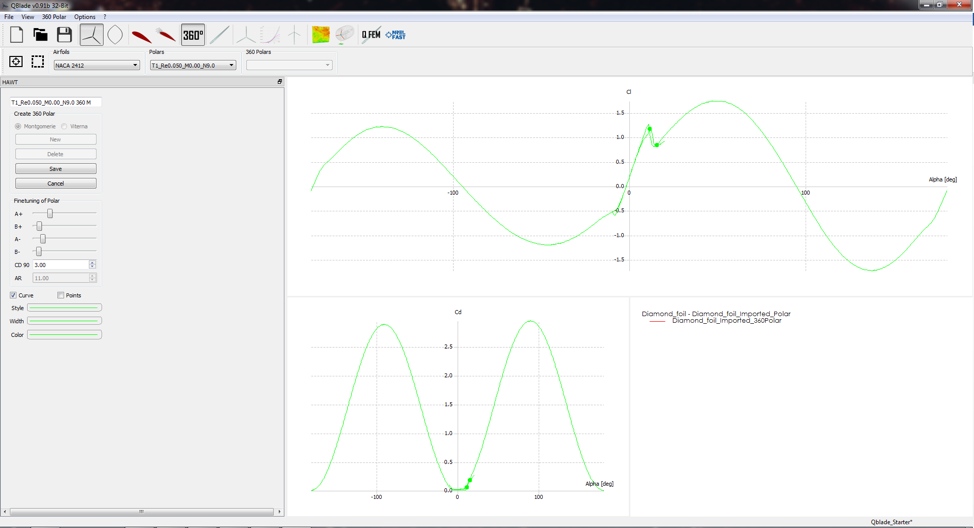 QBlade v0.91b 32-Bit
File View 360 Polar Options ?
360° Q FEM NREL FAST
Airfoils Polars 360 Polars
NACA 2412 T1_Re0.050_M0.00_N9.0
HAWT
T1_Re0.050_M0.00_N9.0 360 M
Create 360 Polar
Montgomerie Viterna
New
Delete
Save
Cancel
Finetuning of Polar
A+
B+
A-
B-
CD 90 3.00
AR 11.00
Curve Points
Style
Width
Color
Cl
1.5
1.0
0.5
0.0
Alpha [deg]
-100 0 100
-0.5
-1.0
-1.5
Cd
2.5
2.0
1.5
1.0
0.5
0.0
Alpha [deg]
-100 0 100
Diamond_foil - Diamond_foil_Imported_Polar
Diamond_foil_Imported_360Polar
Qblade_Starter*